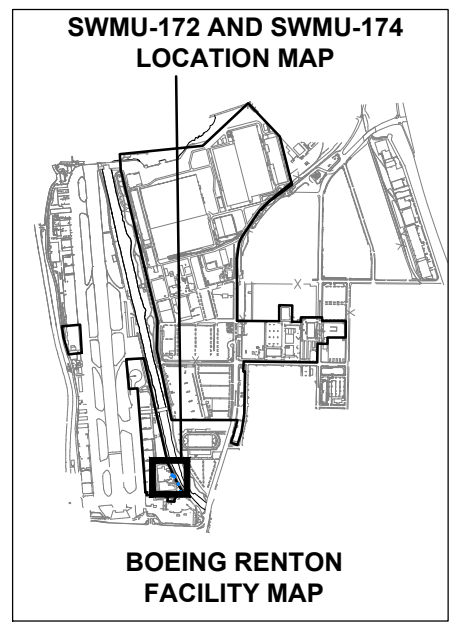 SWMU-172 AND SWMU-174
LOCATION MAP
BOEING RENTON
FACILITY MAP